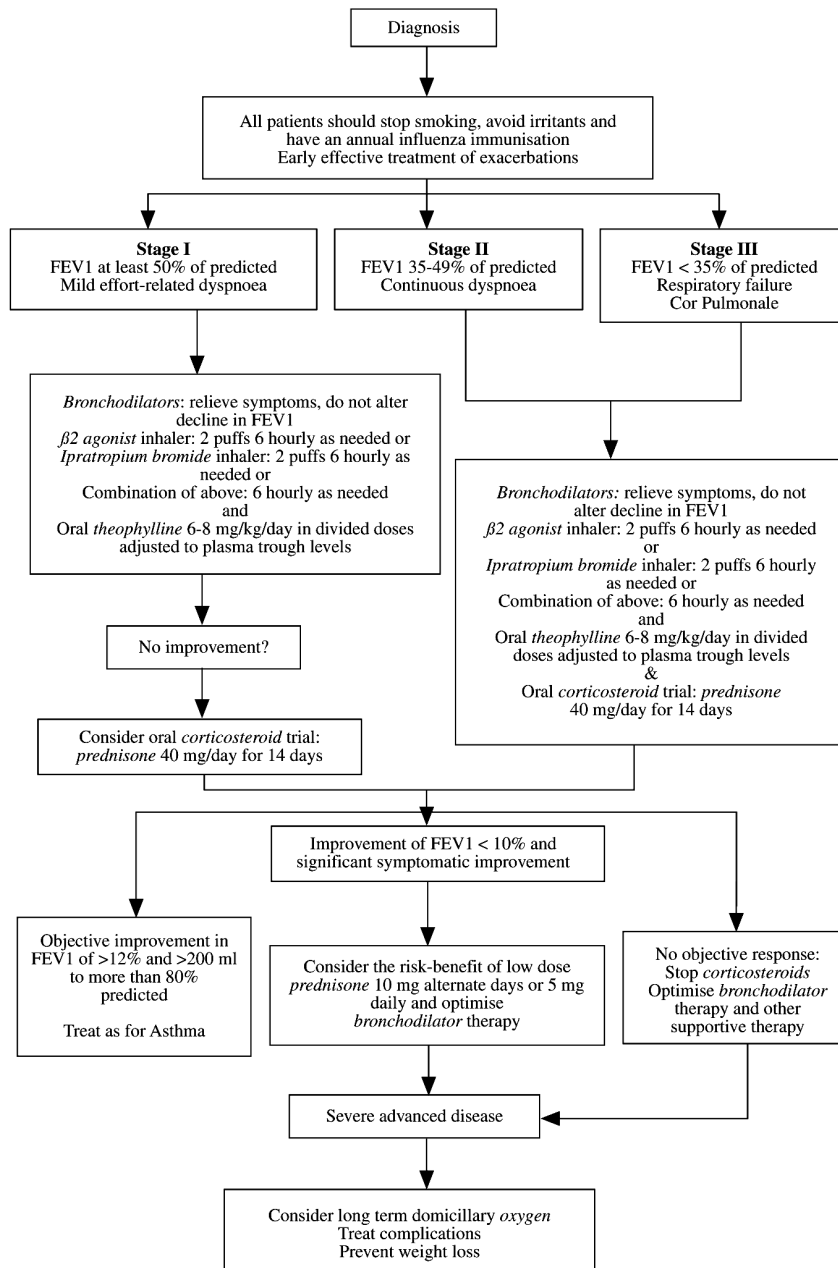 Diagnosis
All patients should stop smoking, avoid irritants and
have an annual influenza immunisation
Early effective treatment of exacerbations
Stage I
FEV1 at least 50% of predicted
Mild effort-related dyspnoea
Stage II
FEV1 35-49% of predicted
Continuous dyspnoea
Stage III
FEV1 < 35% of predicted
Respiratory failure
Cor Pulmonale
Bronchodilators: relieve symptoms, do not alter
decline in FEV1
ß2 agonist inhaler: 2 puffs 6 hourly as needed or
Ipratropium bromide inhaler: 2 puffs 6 hourly as
needed or
Combination of above: 6 hourly as needed
and
Oral theophylline 6-8 mg/kg/day in divided doses
adjusted to plasma trough levels
Bronchodilators: relieve symptoms, do not
alter decline in FEV1
ß2 agonist inhaler: 2 puffs 6 hourly as needed
or
Ipratropium bromide inhaler: 2 puffs 6 hourly
as needed or
Combination of above: 6 hourly as needed
and
Oral theophylline 6-8 mg/kg/day in divided
doses adjusted to plasma trough levels
&
Oral corticosteroid trial: prednisone
40 mg/day for 14 days
No improvement?
Consider oral corticosteroid trial:
prednisone 40 mg/day for 14 days
Improvement of FEV1 < 10% and
significant symptomatic improvement
Objective improvement in
FEV1 of >12% and >200 ml
to more than 80%
predicted
Treat as for Asthma
Consider the risk-benefit of low dose
prednisone 10 mg alternate days or 5 mg
daily and optimise
bronchodilator therapy
No objective response:
Stop corticosteroids
Optimise bronchodilator
therapy and other
supportive therapy
Severe advanced disease
Consider long term domicillary oxygen
Treat complications
Prevent weight loss